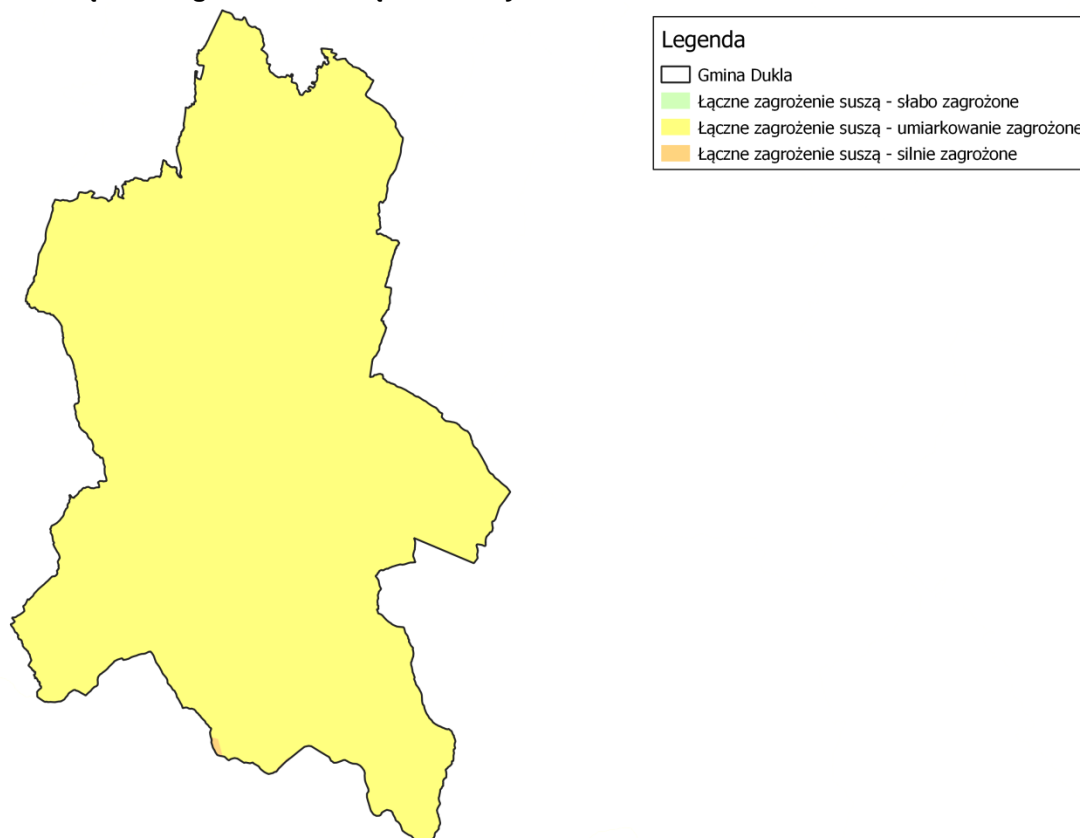 Legenda
Gmina Dukla
Łączne zagrożenie suszą - słabo zagrożone
Łączne zagrożenie suszą - umiarkowanie zagrożone
Łączne zagrożenie suszą - silnie zagrożone